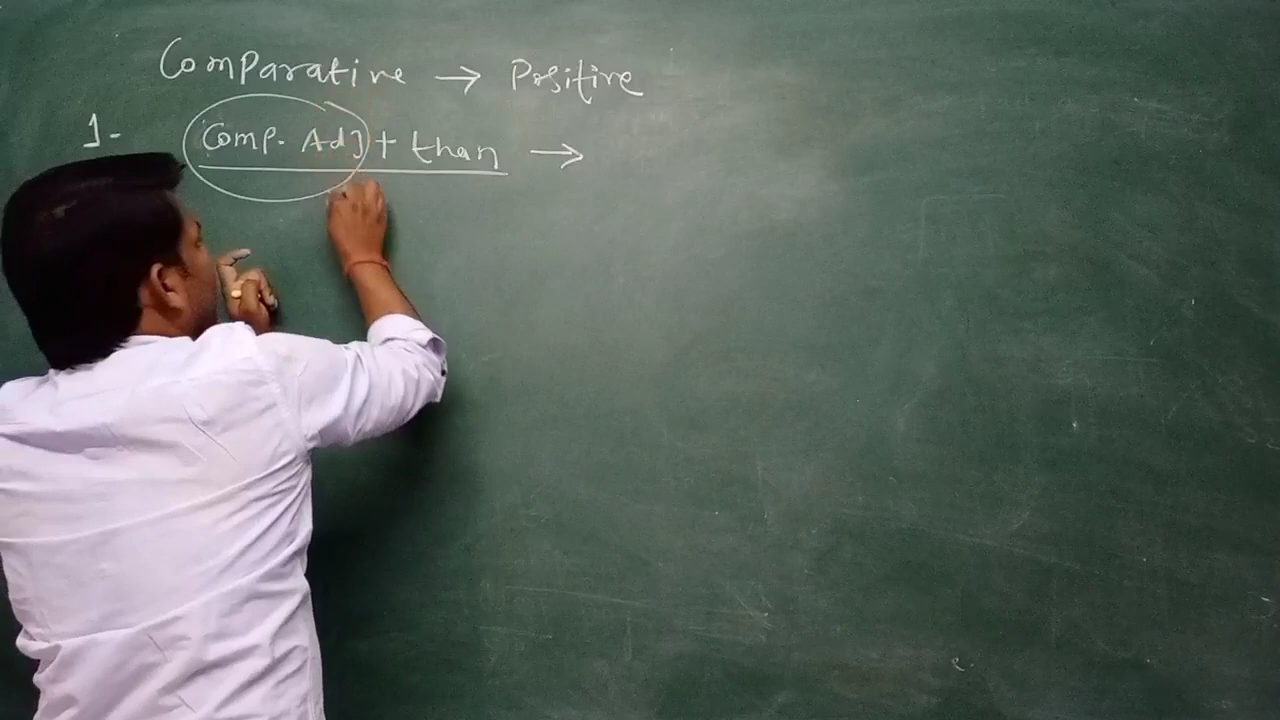 Comparative → Positive
1- Comp. Adj + than →